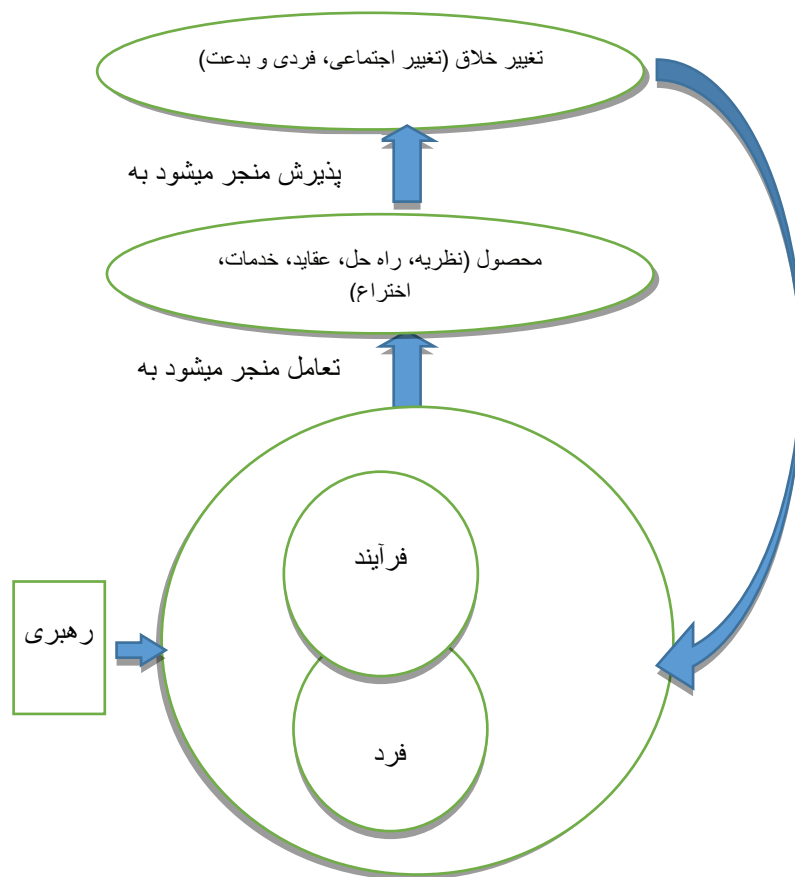 تغییر خلاق (تغییر اجتماعی، فردی و بدعت)
پذیرش منجر میشود به
محصول (نظریه، راه حل، عقاید، خدمات،
اختراع)
تعامل منجر میشود به
فرآیند
رهبری
فرد